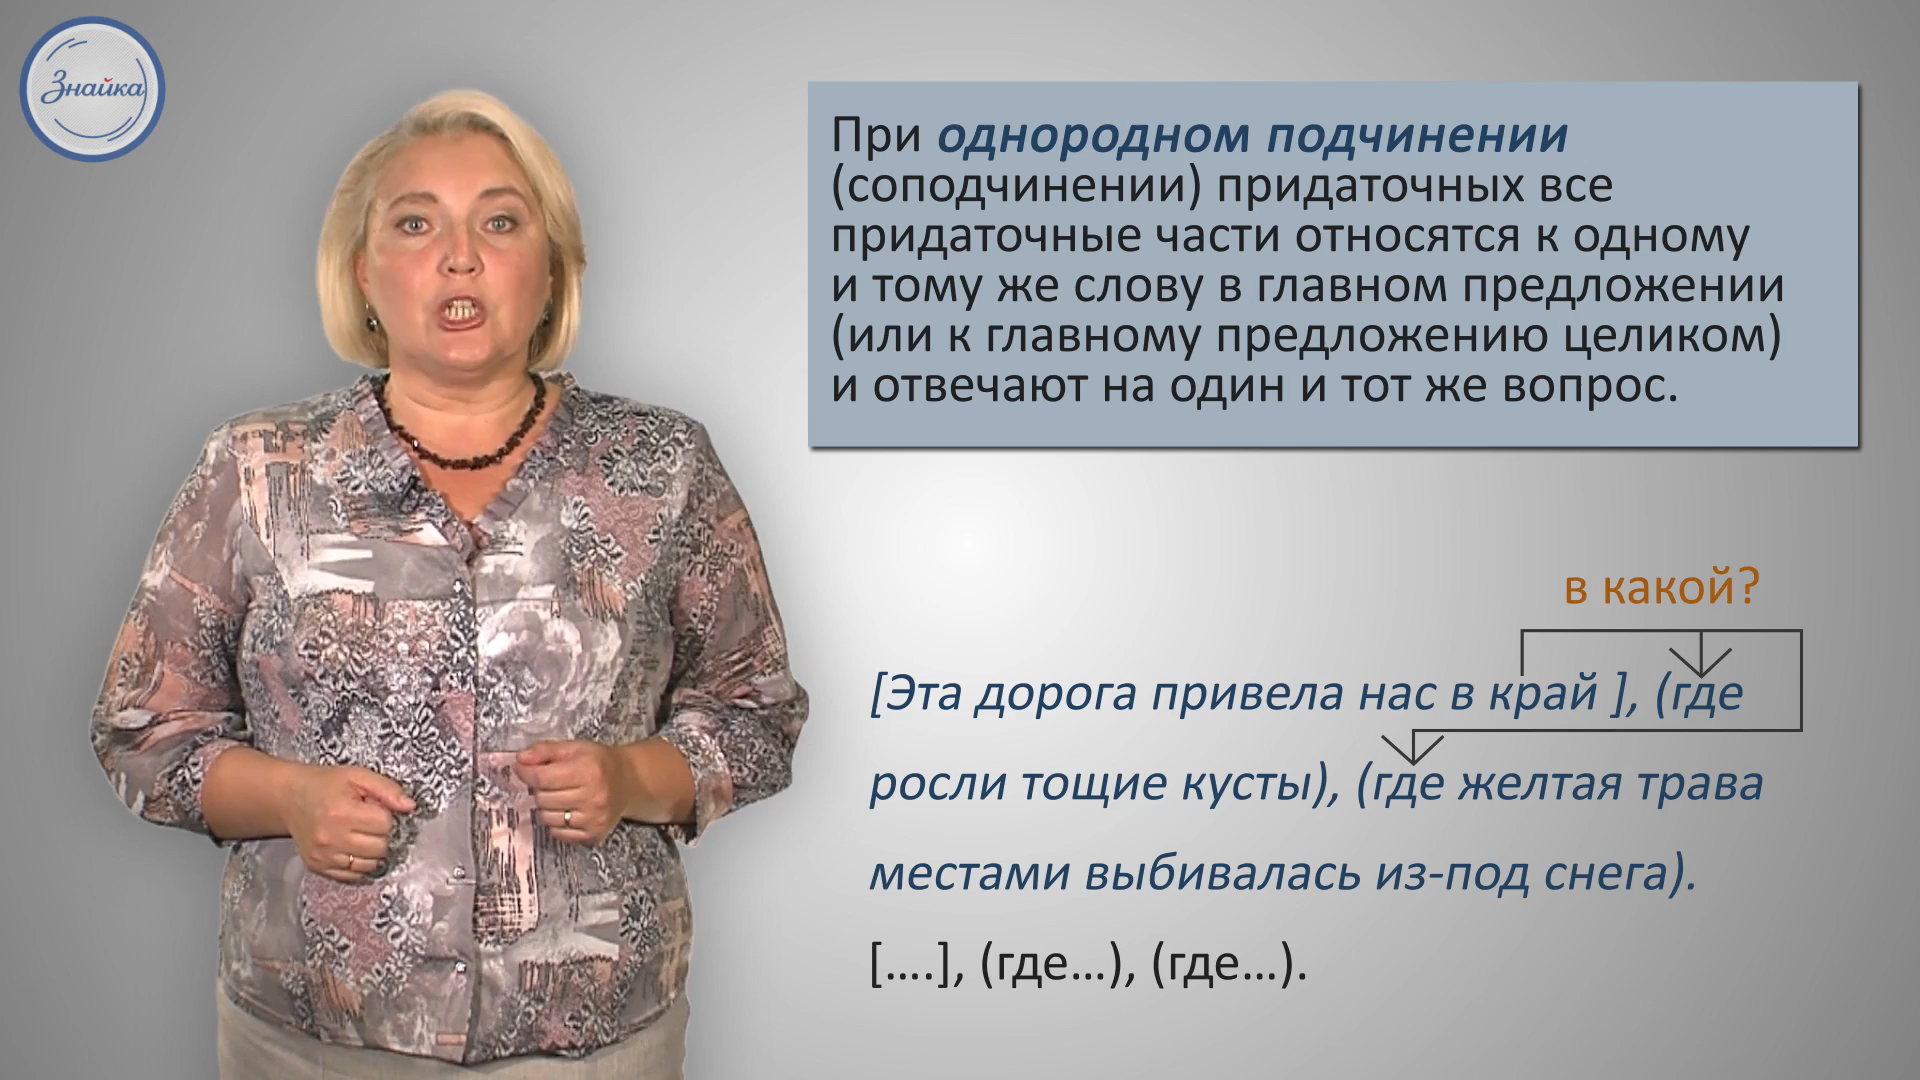 Знайка
При однородном подчинении
(соподчинении) придаточных все
придаточные части относятся к одному
и тому же слову в главном предложении
(или к главному предложению целиком)
и отвечают на один и тот же вопрос.
в какой?
[Эта дорога привела нас в край ], (где
росли тощие кусты), (где желтая трава
местами выбивалась из-под снега).
[....], (где...), (где...).